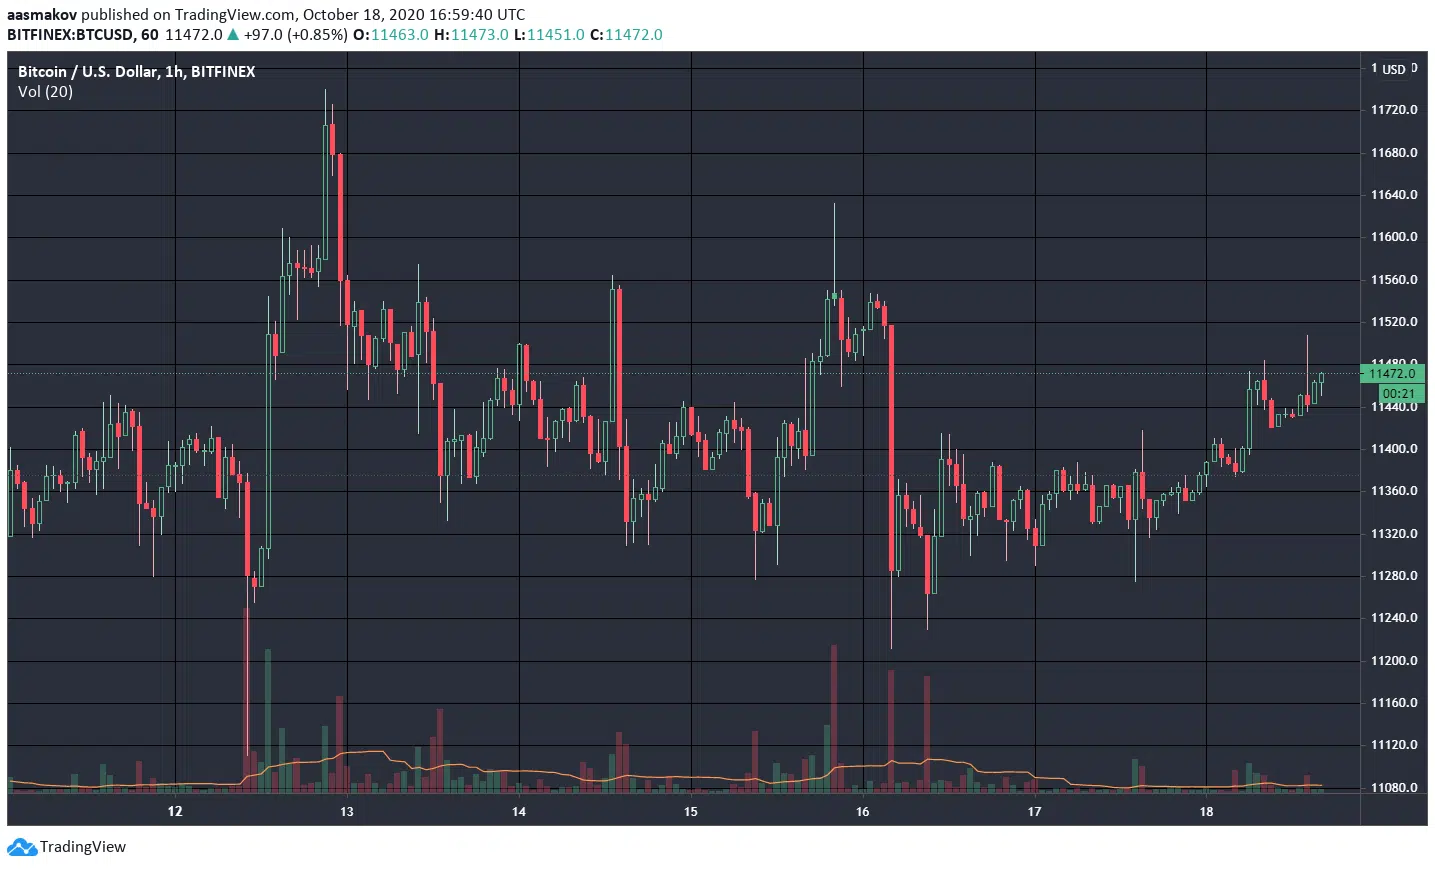 aasmakov published on TradingView.com, October 18, 2020 16:59:40 UTC
BITFINEX:BTCUSD, 60 11472.0 ▲ +97.0 (+0.85%) O:11463.0 H:11473.0 L:11451.0 C:11472.0
Bitcoin / U.S. Dollar, 1h, BITFINEX
Vol (20)
USD
11720.0
11680.0
11640.0
11600.0
11560.0
11520.0
11480.0
11472.0
00:21
11440.0
11400.0
11360.0
11320.0
11280.0
11240.0
11200.0
11160.0
11120.0
11080.0
12 13 14 15 16 17 18
TradingView